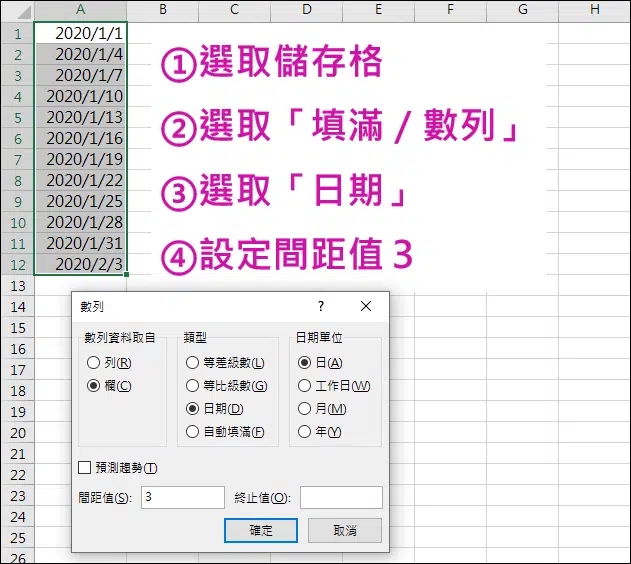 A B C D E F G H
1 2020/1/1
2 2020/1/4
3 2020/1/7
4 2020/1/10
5 2020/1/13
6 2020/1/16
7 2020/1/19
8 2020/1/22
9 2020/1/25
10 2020/1/28
11 2020/1/31
12 2020/2/3
①選取儲存格
②選取「填滿／數列」
③選取「日期」
④設定間距值3
13
14
15
16
17
18
19
20
21
22
23
24
25
26
數列 ?
數列資料取自
列(R)
欄(C)
類型
等差級數(L)
等比級數(G)
日期(D)
自動填滿(F)
日期單位
日(A)
工作日(W)
月(M)
年(Y)
預測趨勢(T)
間距值(S): 3 終止值(O):
確定 取消